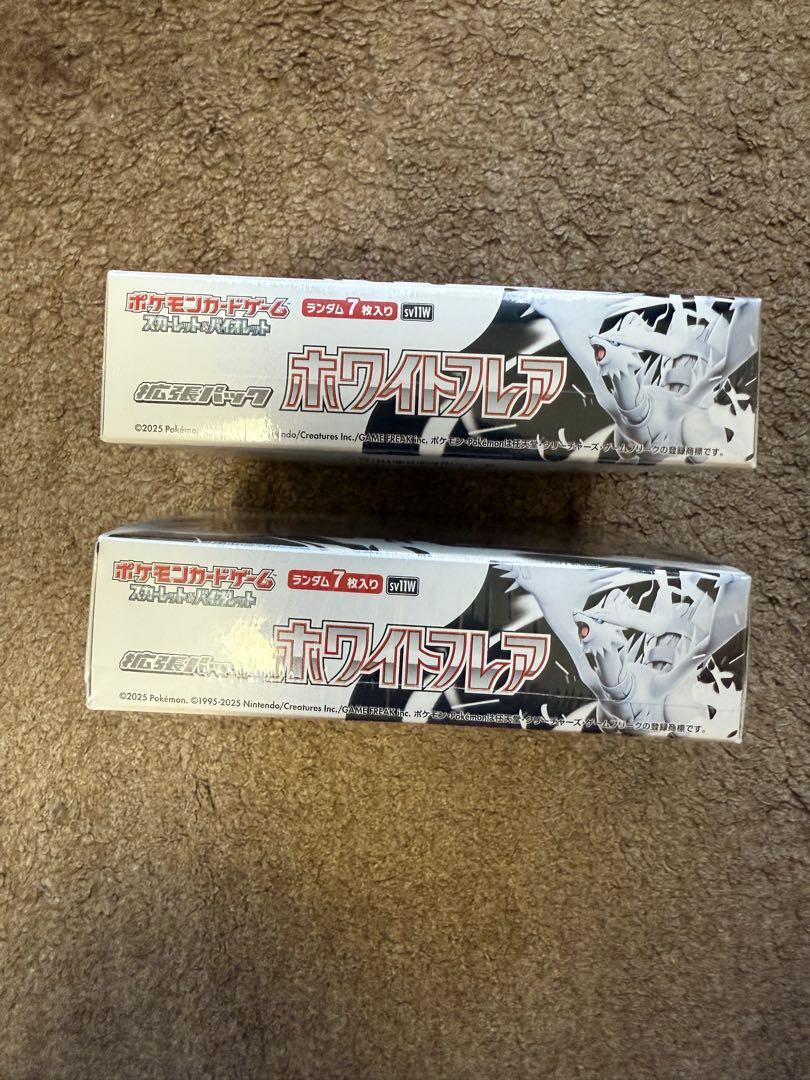 ポケモンカードゲーム
スカーレット&バイオレット
ランダム7枚入り
sv11W
拡張パック
ホワイトフレア
©2025 Pokémon
Nintendo/Creatures Inc./GAME FREAK inc. ポケモン・Pokémonは任天堂・クリーチャーズ・ゲームフリークの登録商標です。
ポケモンカードゲーム
スカーレット&バイオレット
ランダム7枚入り
sv11W
拡張パック
ホワイトフレア
©2025 Pokémon. ©1995-2025 Nintendo/Creatures Inc./GAME FREAK inc. ポケモン・Pokémonは任天堂・クリーチャーズ・ゲームフリークの登録商標です。